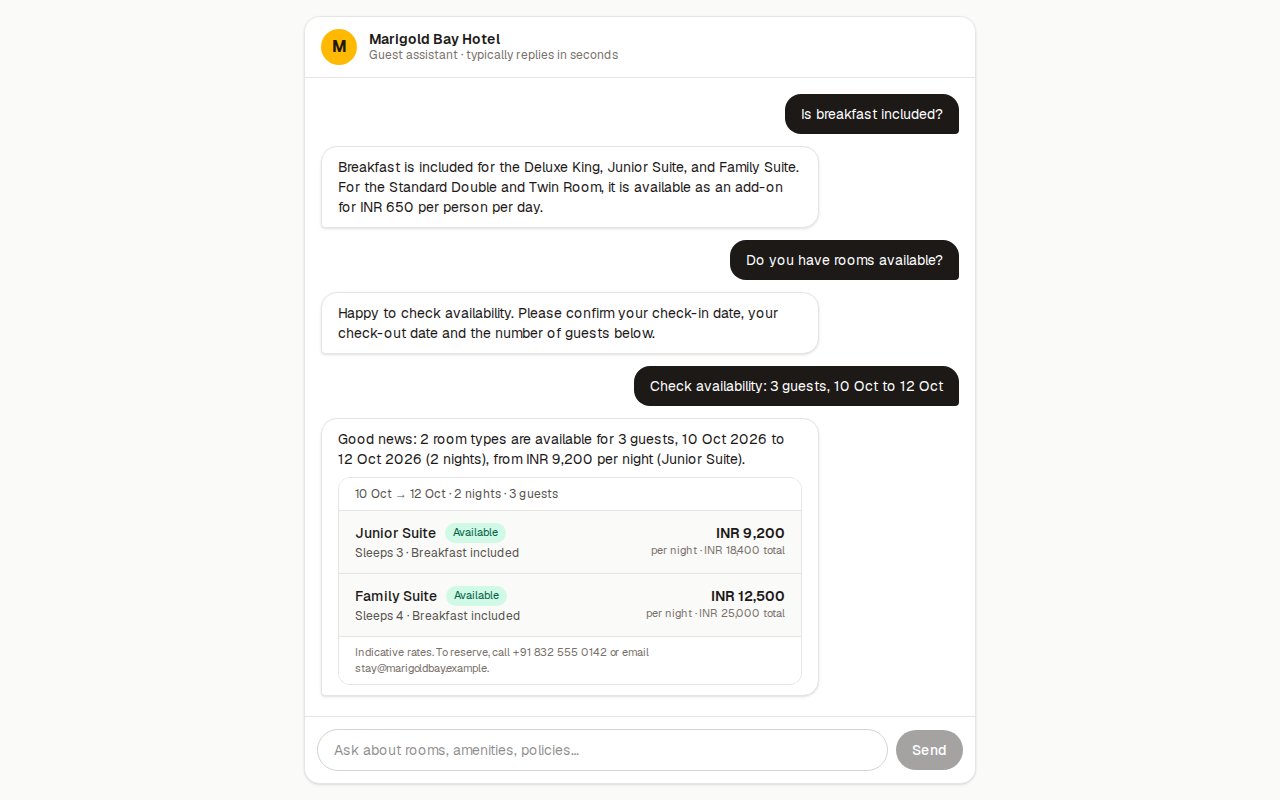 M
Marigold Bay Hotel
Guest assistant · typically replies in seconds
Is breakfast included?
Breakfast is included for the Deluxe King, Junior Suite, and Family Suite.
For the Standard Double and Twin Room, it is available as an add-on
for INR 650 per person per day.
Do you have rooms available?
Happy to check availability. Please confirm your check-in date, your
check-out date and the number of guests below.
Check availability: 3 guests, 10 Oct to 12 Oct
Good news: 2 room types are available for 3 guests, 10 Oct 2026 to
12 Oct 2026 (2 nights), from INR 9,200 per night (Junior Suite).
10 Oct → 12 Oct · 2 nights · 3 guests
Junior Suite Available INR 9,200
Sleeps 3 · Breakfast included per night · INR 18,400 total
Family Suite Available INR 12,500
Sleeps 4 · Breakfast included per night · INR 25,000 total
Indicative rates. To reserve, call +91 832 555 0142 or email
stay@marigoldbay.example.
Ask about rooms, amenities, policies… Send